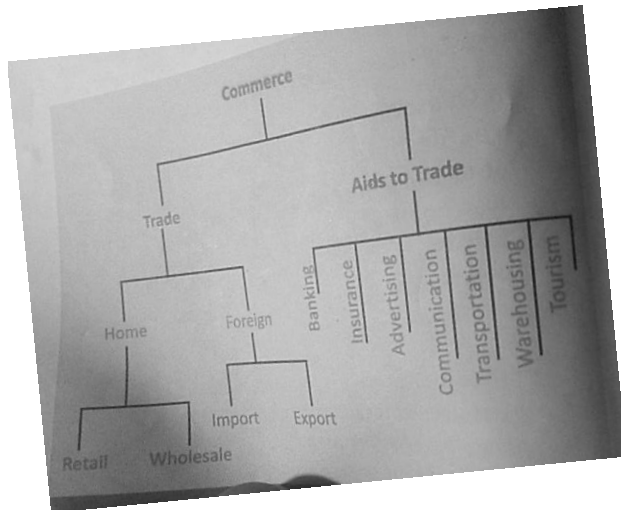 Commerce
Trade
Aids to Trade
Home
Foreign
Banking
Insurance
Advertising
Communication
Transportation
Warehousing
Tourism
Retail
Wholesale
Import
Export